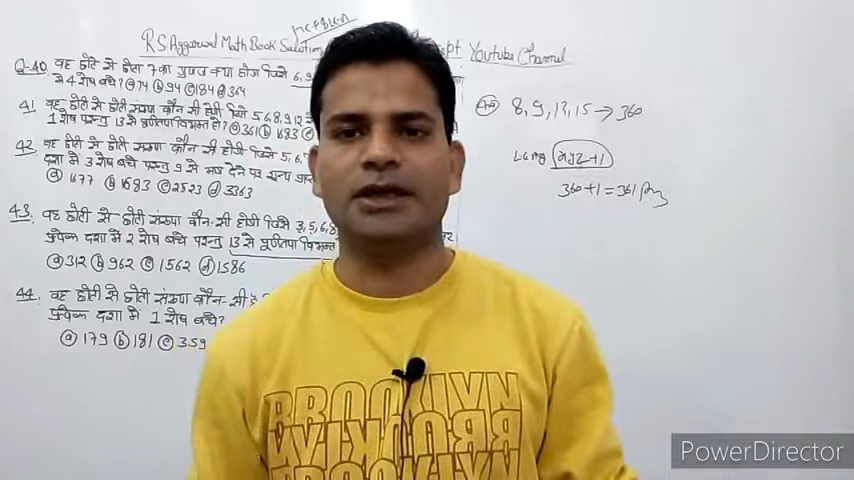 RS Aggarwal Math Book Solution
Youtube Channel
Q.40 वह छोटी से छोटा 7 का गुणज क्या होगा जिसे 6, 9
से 4 शेष बचे? ⓐ 74 ⓑ 94 ⓒ 184 ⓓ 364
41 वह छोटी से छोटी संख्या कौन सी होगी जिसे 5, 6, 8, 9, 12
1 शेष परन्तु 13 से पूर्णतया विभक्त हो? ⓐ 361 ⓑ 1683
42. वह छोटी से छोटी संख्या कौन सी होगी जिसे 5, 6,
दशा में 3 शेष बचे परन्तु 9 से भाग देने पर शून्य
ⓐ 1677 ⓑ 1683 ⓒ 2523 ⓓ 3363
43. वह छोटी से छोटी संख्या कौन-सी होगी जिसे 3, 5, 6, 8
प्रत्येक दशा में 2 शेष बचे परन्तु 13 से पूर्णतया विभक्त
ⓐ 312 ⓑ 962 ⓒ 1562 ⓓ 1586
44. वह छोटी से छोटी संख्या कौन-सी है
प्रत्येक दशा में 1 शेष बचे?
ⓐ 179 ⓑ 181 ⓒ 359
8, 9, 12, 15 → 360
360 + 1 = 361
BROOKLYN
PowerDirector